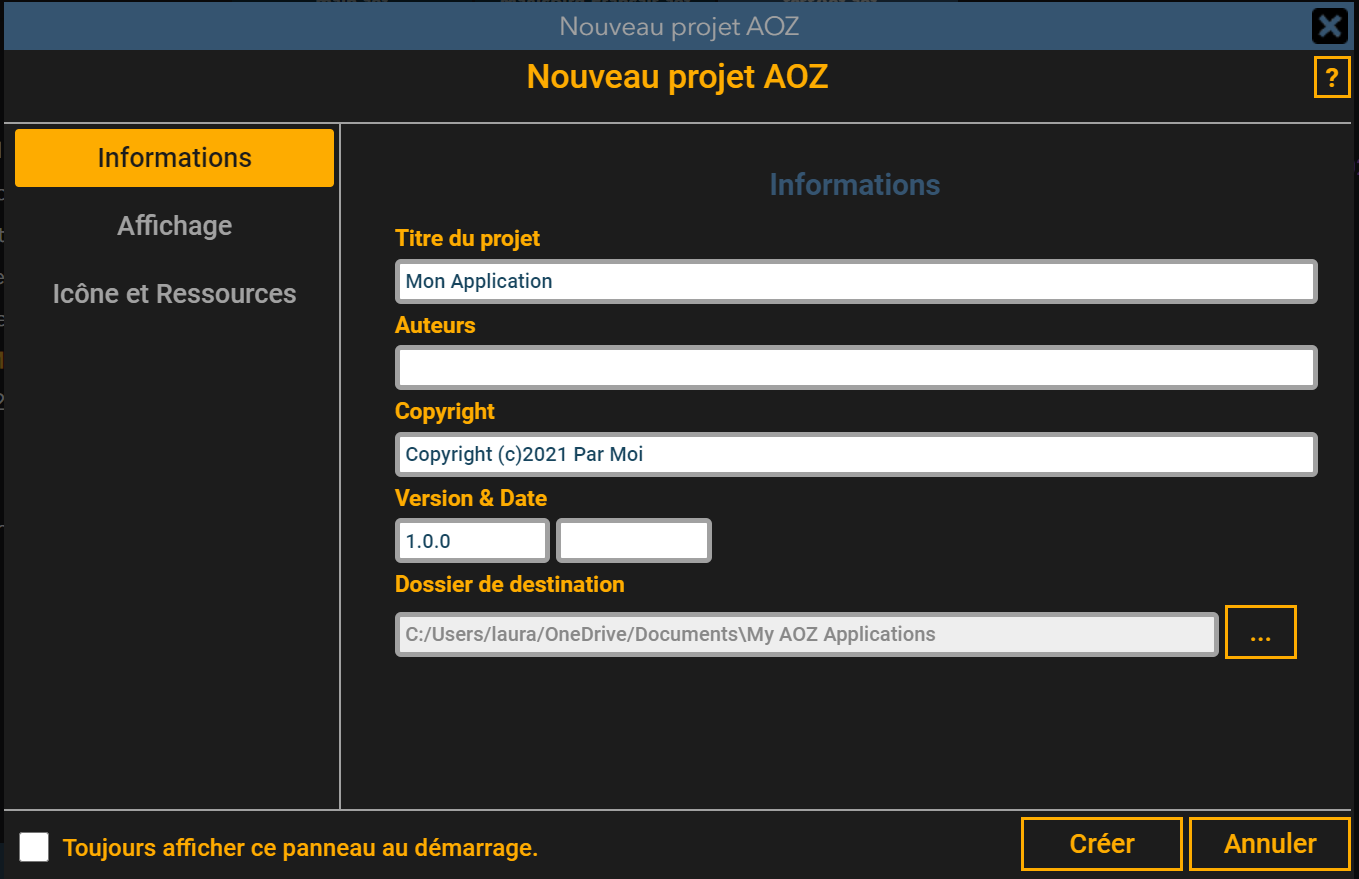 Nouveau projet AOZ
Nouveau projet AOZ
?
Informations
Affichage
Icône et Ressources
Informations
Titre du projet
Mon Application
Auteurs
Copyright
Copyright (c)2021 Par Moi
Version & Date
1.0.0
Dossier de destination
C:/Users/laura/OneDrive/Documents\My AOZ Applications
...
Toujours afficher ce panneau au démarrage.
Créer
Annuler